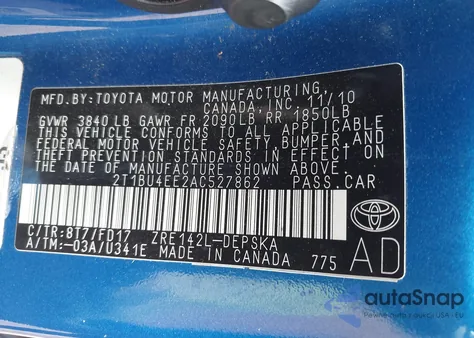 MFD.BY:TOYOTA MOTOR MANUFACTURING,
CANADA, INC. 11/10
GVWR 3840LB GAWR FR 2090LB RR 1850LB
THIS VEHICLE CONFORMS TO ALL APPLICABLE
FEDERAL MOTOR VEHICLE SAFETY, BUMPER, AND
THEFT PREVENTION STANDARDS IN EFFECT ON
THE DATE OF MANUFACTURE SHOWN ABOVE.
2T1BU4EE2AC527862 PASS.CAR
C/TR:8T7/FD17 ZRE142L-DEPSKA
A/TM:-03A/U341E MADE IN CANADA 775
TOYOTA
AD
autoSnap